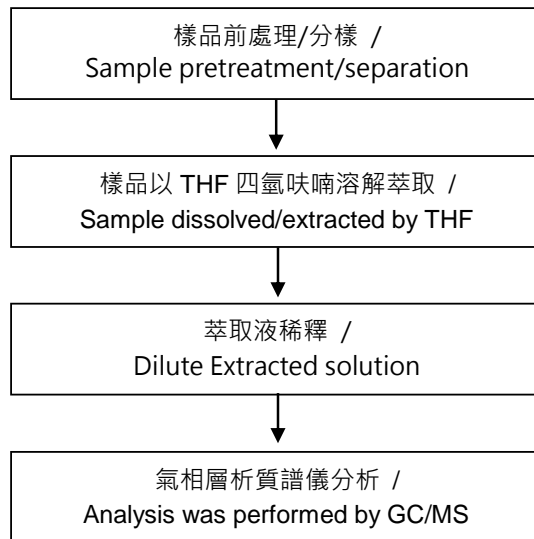 樣品前處理/分樣 /
Sample pretreatment/separation
樣品以 THF 四氫呋喃溶解萃取 /
Sample dissolved/extracted by THF
萃取液稀釋 /
Dilute Extracted solution
氣相層析質譜儀分析 /
Analysis was performed by GC/MS